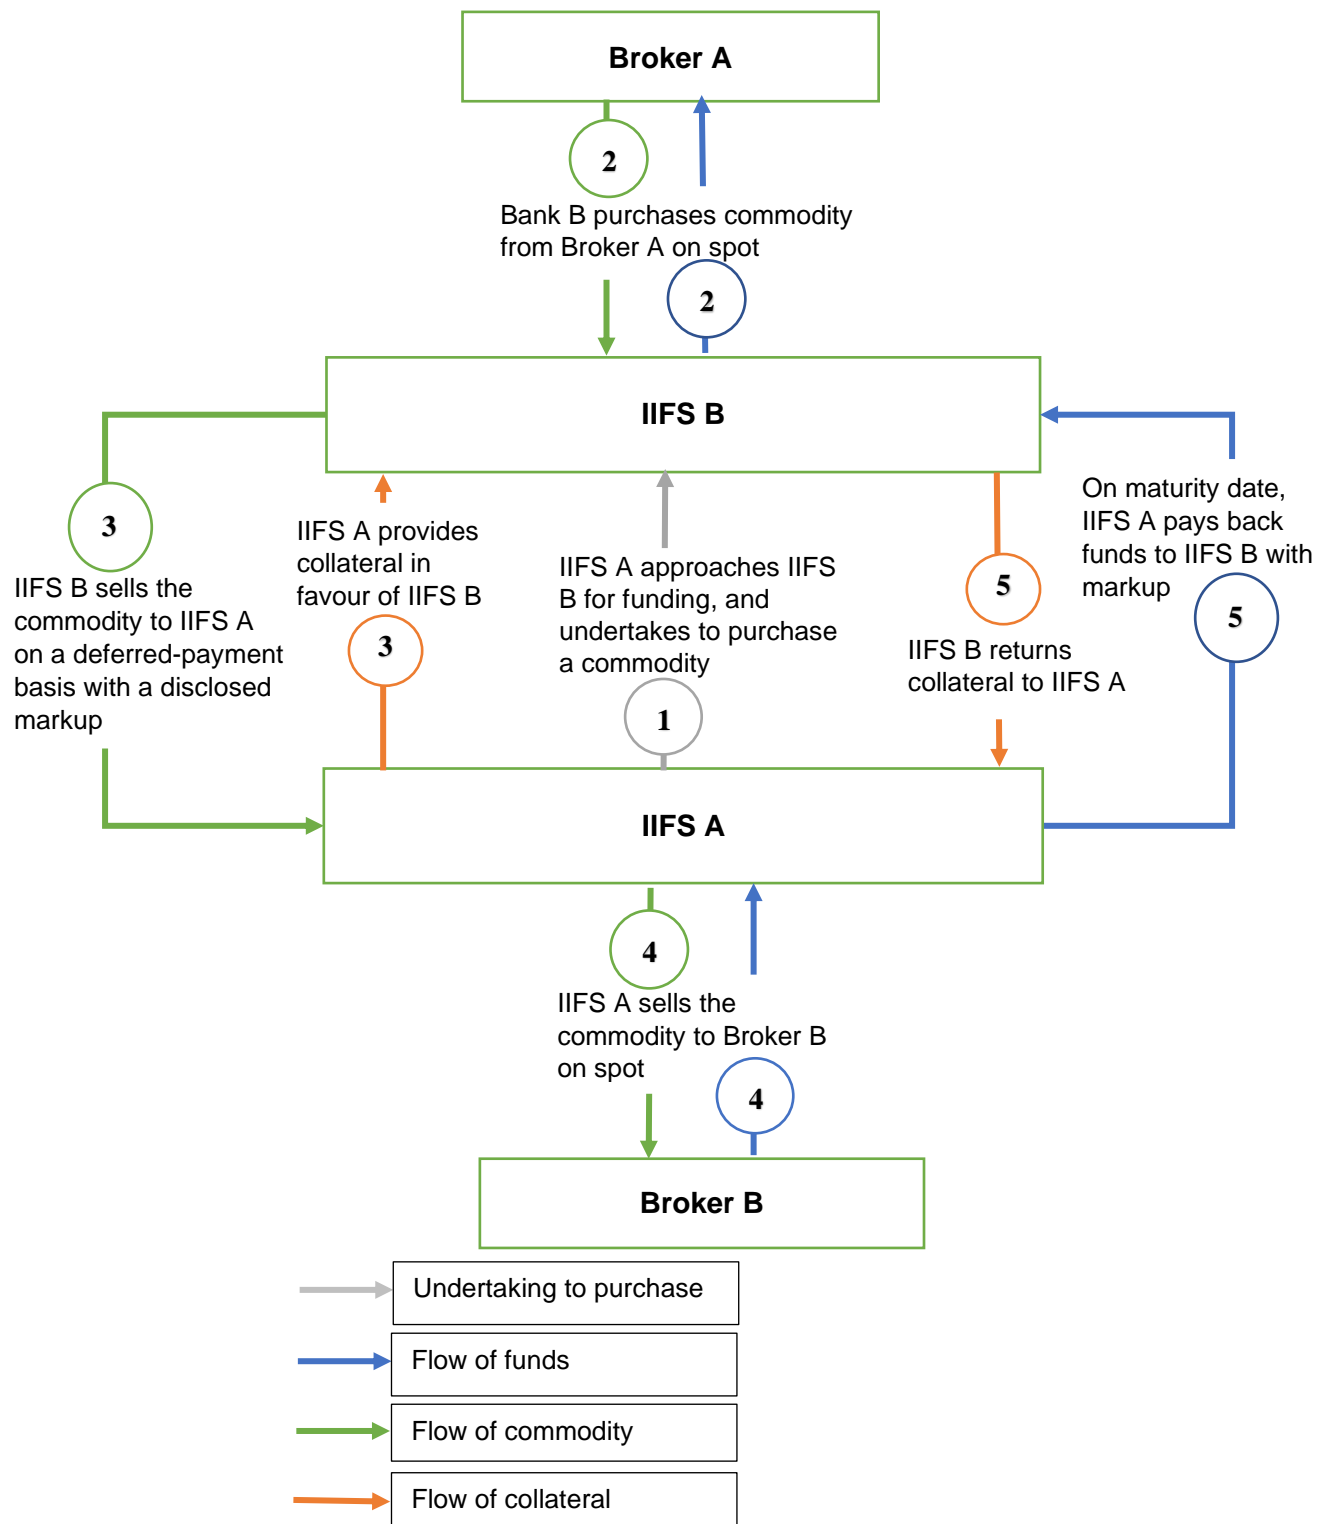 Broker A
2
Bank B purchases commodity
from Broker A on spot
2
IIFS B
3
IIFS B sells the
commodity to IIFS A
on a deferred-payment
basis with a disclosed
markup
IIFS A provides
collateral in
favour of IIFS B
3
IIFS A approaches IIFS
B for funding, and
undertakes to purchase
a commodity
1
5
IIFS B returns
collateral to IIFS A
On maturity date,
IIFS A pays back
funds to IIFS B with
markup
5
IIFS A
4
IIFS A sells the
commodity to Broker B
on spot
4
Broker B
Undertaking to purchase
Flow of funds
Flow of commodity
Flow of collateral